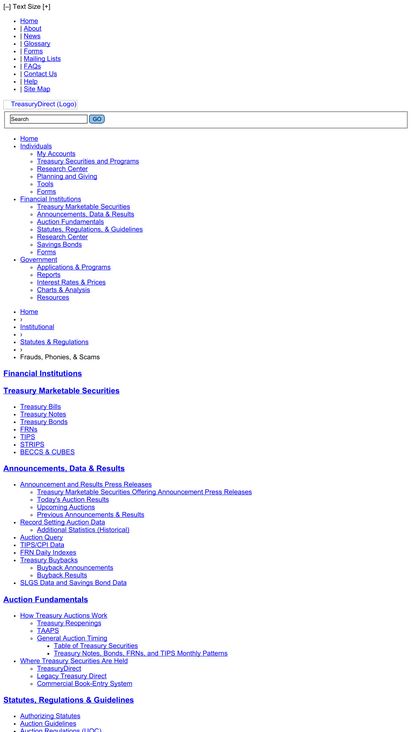 [–] Text Size [+]
Home
| About
| News
| Glossary
| Forms
| Mailing Lists
| FAQs
| Contact Us
| Help
| Site Map
TreasuryDirect (Logo)
Search GO
Home
Individuals
My Accounts
Treasury Securities and Programs
Research Center
Planning and Giving
Tools
Forms
Financial Institutions
Treasury Marketable Securities
Announcements, Data & Results
Auction Fundamentals
Statutes, Regulations, & Guidelines
Research Center
Savings Bonds
Forms
Government
Applications & Programs
Reports
Interest Rates & Prices
Charts & Analysis
Resources
Home
›
Institutional
›
Statutes & Regulations
›
Frauds, Phonies, & Scams
Financial Institutions
Treasury Marketable Securities
Treasury Bills
Treasury Notes
Treasury Bonds
FRNs
TIPS
STRIPS
BECCS & CUBES
Announcements, Data & Results
Announcement and Results Press Releases
Treasury Marketable Securities Offering Announcement Press Releases
Today's Auction Results
Upcoming Auctions
Previous Announcements & Results
Record Setting Auction Data
Additional Statistics (Historical)
Auction Query
TIPS/CPI Data
FRN Daily Indexes
Treasury Buybacks
Buyback Announcements
Buyback Results
SLGS Data and Savings Bond Data
Auction Fundamentals
How Treasury Auctions Work
Treasury Reopenings
TAAPS
General Auction Timing
Table of Treasury Securities
Treasury Notes, Bonds, FRNs, and TIPS Monthly Patterns
Where Treasury Securities Are Held
TreasuryDirect
Legacy Treasury Direct
Commercial Book-Entry System
Statutes, Regulations & Guidelines
Authorizing Statutes
Auction Guidelines
Auction Regulations (UOC)